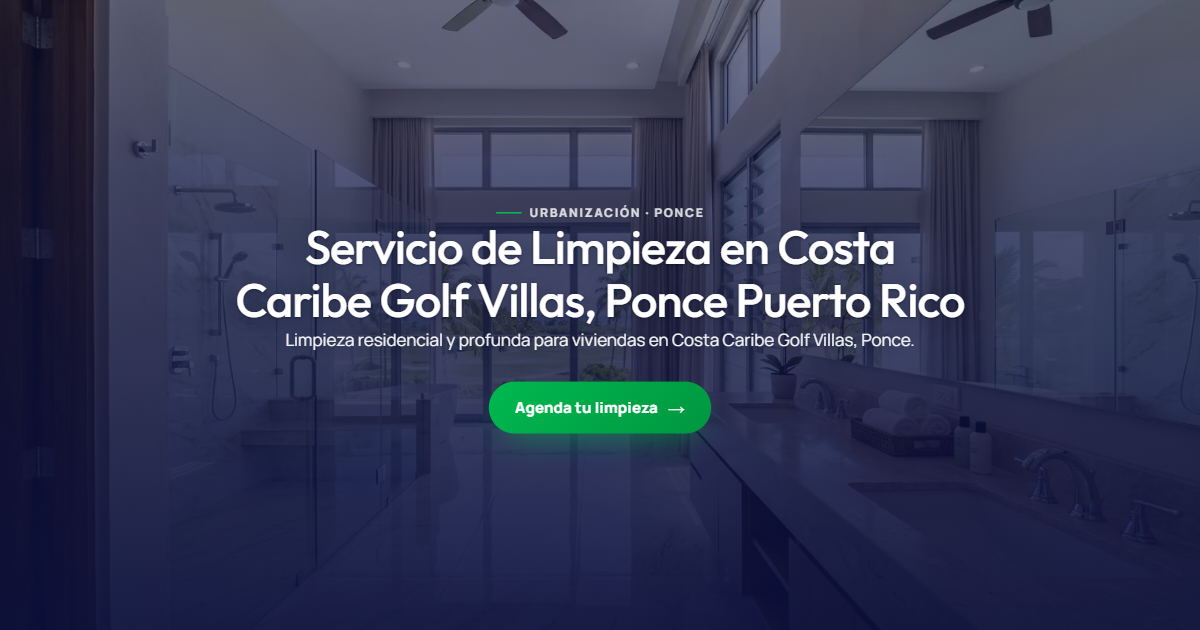 URBANIZACIÓN · PONCE
Servicio de Limpieza en Costa
Caribe Golf Villas, Ponce Puerto Rico
Limpieza residencial y profunda para viviendas en Costa Caribe Golf Villas, Ponce.
Agenda tu limpieza →